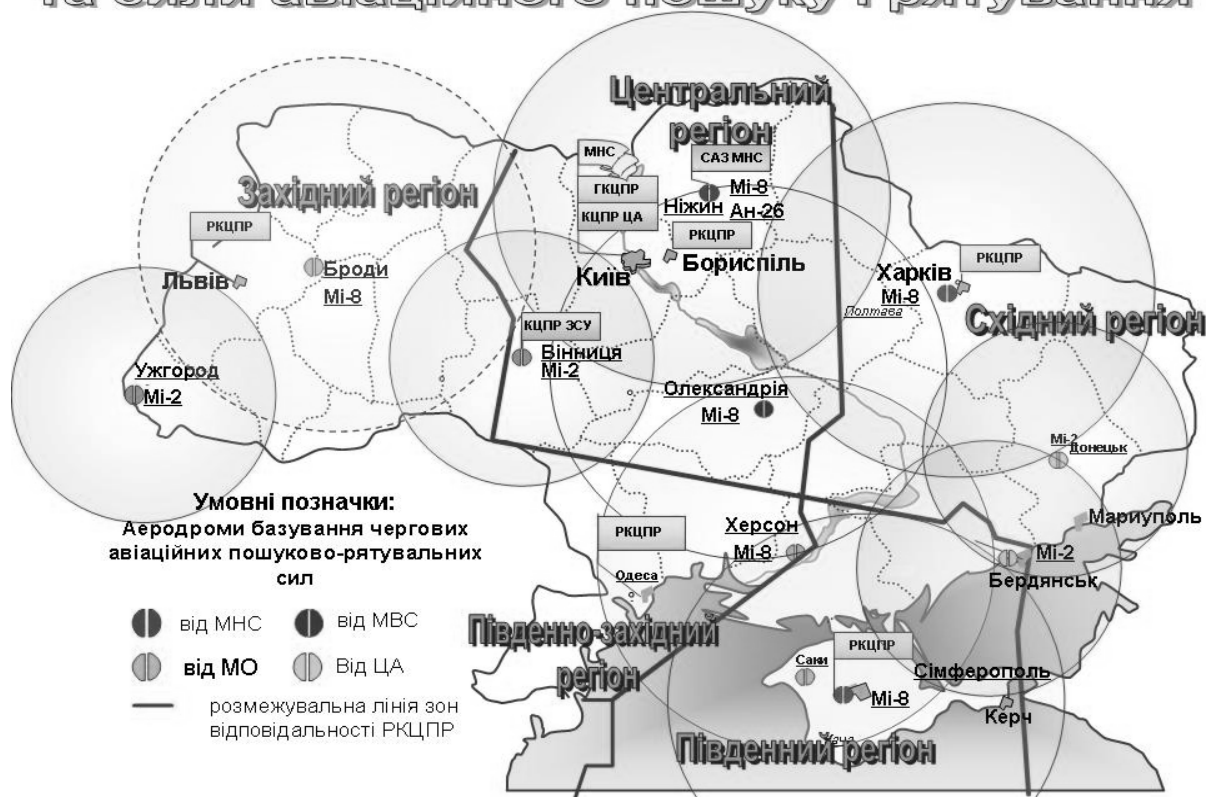 та сили авіаційного пошуку і рятування
Центральний
регіон
МНС
САЗ МНС
Західний регіон
ГКЦПР
Мі-8
Ніжин
Ан-26
КЦПР ЦА
РКЦПР
РКЦПР
Бориспіль
Київ
Львів
Броди
Мі-8
Харків
РКЦПР
Мі-8
Полтава
Східний регіон
КЦПР ЗСУ
Вінниця
Мі-2
Ужгород
Мі-2
Олександрія
Мі-8
Мі-2
Донецьк
Умовні позначки:
Аеродроми базування чергових
авіаційних пошуково-рятувальних
сил
від МНС
від МВС
від МО
Від ЦА
розмежувальна лінія зон
відповідальності РКЦПР
РКЦПР
Херсон
Мі-8
Одеса
Мариуполь
Мі-2
Бердянськ
Південно-західний
регіон
РКЦПР
Саки
Сімферополь
Мі-8
Керч
Південний регіон